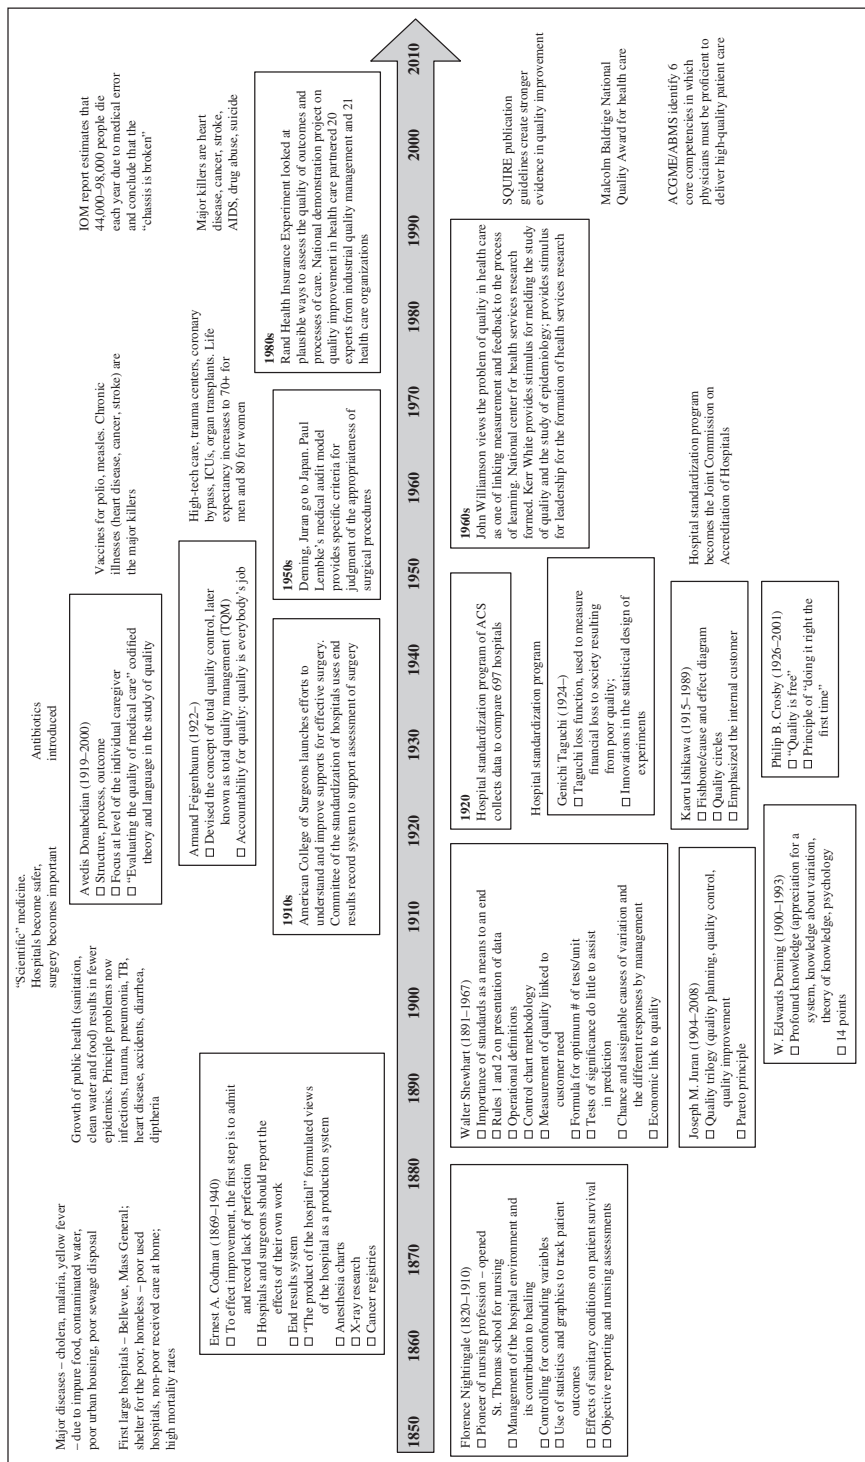 Major diseases – cholera, malaria, yellow fever
– due to impure food, contaminated water,
poor urban housing, poor sewage disposal
First large hospitals – Bellevue, Mass General;
shelter for the poor, homeless – poor used
hospitals, non-poor received care at home;
high mortality rates
Growth of public health (sanitation,
clean water and food) results in fewer
epidemics. Principle problems now
infections, trauma, pneumonia, TB,
heart disease, accidents, diarrhea,
diptheria
“Scientific” medicine.
Hospitals become safer,
surgery becomes important
Antibiotics
introduced
Vaccines for polio, measles. Chronic
illnesses (heart disease, cancer, stroke) are
the major killers
High-tech care, trauma centers, coronary
bypass, ICUs, organ transplants. Life
expectancy increases to 70+ for
men and 80 for women
IOM report estimates that
44,000–98,000 people die
each year due to medical error
and conclude that the
“chassis is broken”
Major killers are heart
disease, cancer, stroke,
AIDS, drug abuse, suicide
Ernest A. Codman (1869–1940)
□ To effect improvement, the first step is to admit
and record lack of perfection
□ Hospitals and surgeons should report the
effects of their own work
□ End results system
□ “The product of the hospital” formulated views
of the hospital as a production system
□ Anesthesia charts
□ X-ray research
□ Cancer registries
Avedis Donabedian (1919–2000)
□ Structure, process, outcome
□ Focus at level of the individual caregiver
□ “Evaluating the quality of medical care” codified
theory and language in the study of quality
Armand Feigenbaum (1922–)
□ Devised the concept of total quality control, later
known as total quality management (TQM)
□ Accountability for quality: quality is everybody’s job
1910s
American College of Surgeons launches efforts to
understand and improve supports for effective surgery.
Committee of the standardization of hospitals uses end
results record system to support assessment of surgery
1950s
Deming, Juran go to Japan. Paul
Lembke’s medical audit model
provides specific criteria for
judgment of the appropriateness of
surgical procedures
1980s
Rand Health Insurance Experiment looked at
plausible ways to assess the quality of outcomes and
processes of care. National demonstration project on
quality improvement in health care partnered 20
experts from industrial quality management and 21
health care organizations
1850 1860 1870 1880 1890 1900 1910 1920 1930 1940 1950 1960 1970 1980 1990 2000 2010
Florence Nightingale (1820–1910)
□ Pioneer of nursing profession – opened
St. Thomas school for nursing
□ Management of the hospital environment and
its contribution to healing
□ Controlling for confounding variables
□ Use of statistics and graphics to track patient
outcomes
□ Effects of sanitary conditions on patient survival
□ Objective reporting and nursing assessments
Walter Shewhart (1891–1967)
□ Importance of standards as a means to an end
□ Rules 1 and 2 on presentation of data
□ Operational definitions
□ Control chart methodology
□ Measurement of quality linked to
customer need
□ Formula for optimum # of tests/unit
□ Tests of significance do little to assist
in prediction
□ Chance and assignable causes of variation and
the different responses by management
□ Economic link to quality
Joseph M. Juran (1904–2008)
□ Quality trilogy (quality planning, quality control,
quality improvement
□ Pareto principle
W. Edwards Deming (1900–1993)
□ Profound knowledge (appreciation for a
system, knowledge about variation,
theory of knowledge, psychology
□ 14 points
1920
Hospital standardization program of ACS
collects data to compare 697 hospitals
Hospital standardization program
Genichi Taguchi (1924–)
□ Taguchi loss function, used to measure
financial loss to society resulting
from poor quality;
□ Innovations in the statistical design of
experiments
Kaoru Ishikawa (1915–1989)
□ Fishbone/cause and effect diagram
□ Quality circles
□ Emphasized the internal customer
Philip B. Crosby (1926–2001)
□ “Quality is free”
□ Principle of “doing it right the
first time”
1960s
John Williamson views the problem of quality in health care
as one of linking measurement and feedback to the process
of learning. National center for health services research
formed. Kerr White provides stimulus for melding the study
of quality and the study of epidemiology; provides stimulus
for leadership for the formation of health services research
Hospital standardization program
becomes the Joint Commission on
Accreditation of Hospitals
SQUIRE publication
guidelines create stronger
evidence in quality improvement
Malcolm Baldrige National
Quality Award for health care
ACGME/ABMS identify 6
core competencies in which
physicians must be proficient to
deliver high-quality patient care